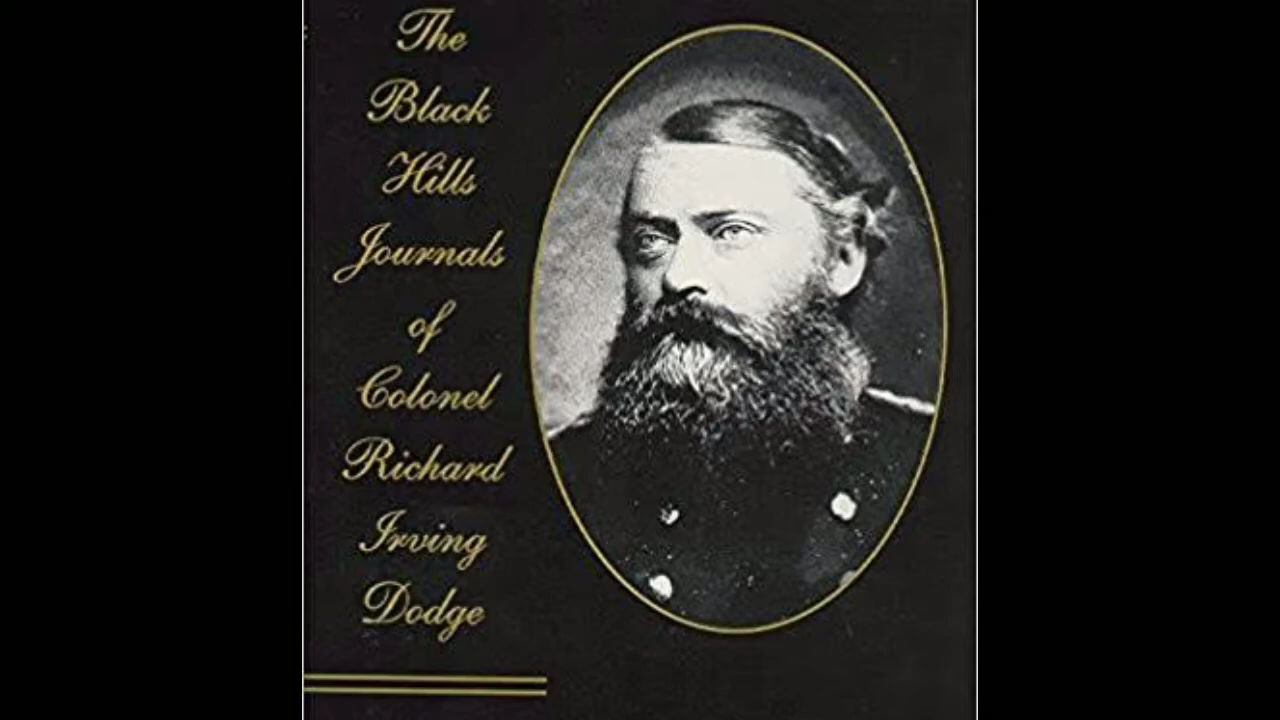 The
Black
Hills
Journals
of
Colonel
Richard
Irving
Dodge